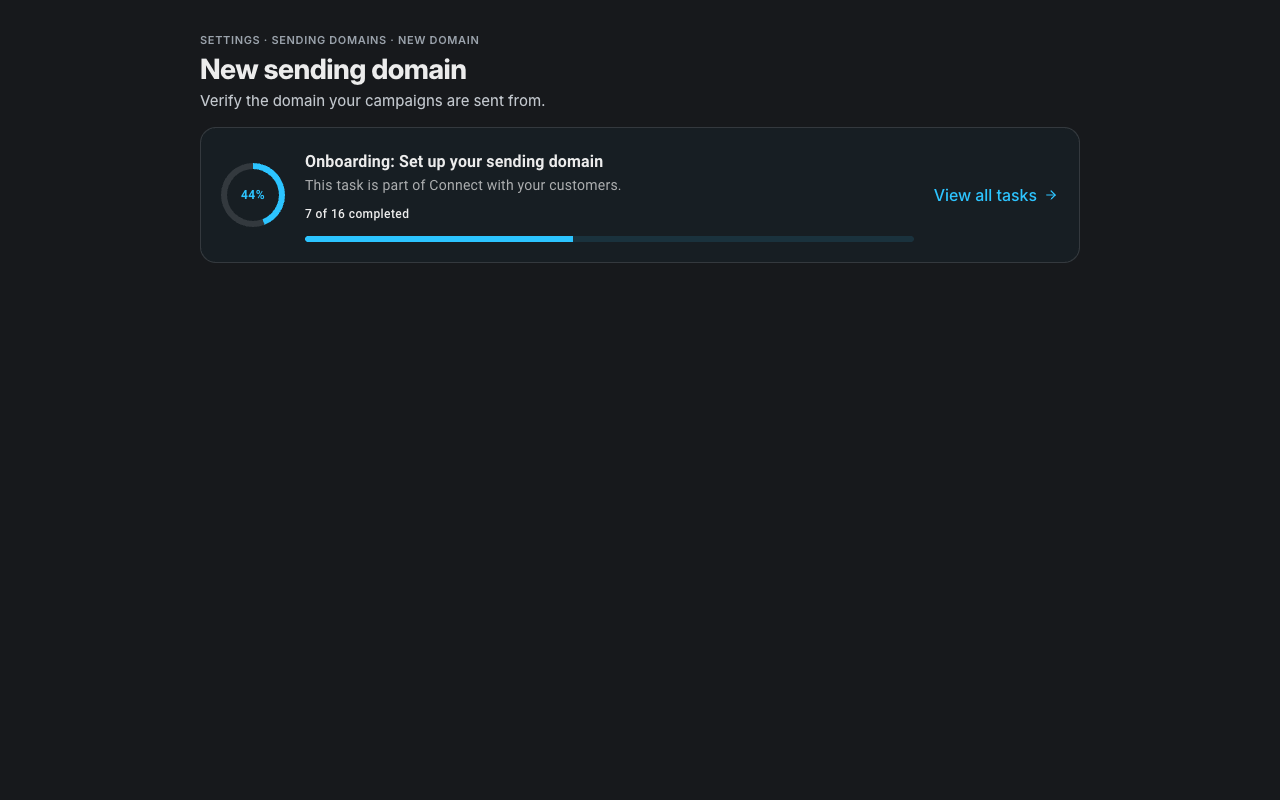 SETTINGS · SENDING DOMAINS · NEW DOMAIN
New sending domain
Verify the domain your campaigns are sent from.
44%
Onboarding: Set up your sending domain
This task is part of Connect with your customers.
7 of 16 completed
View all tasks →